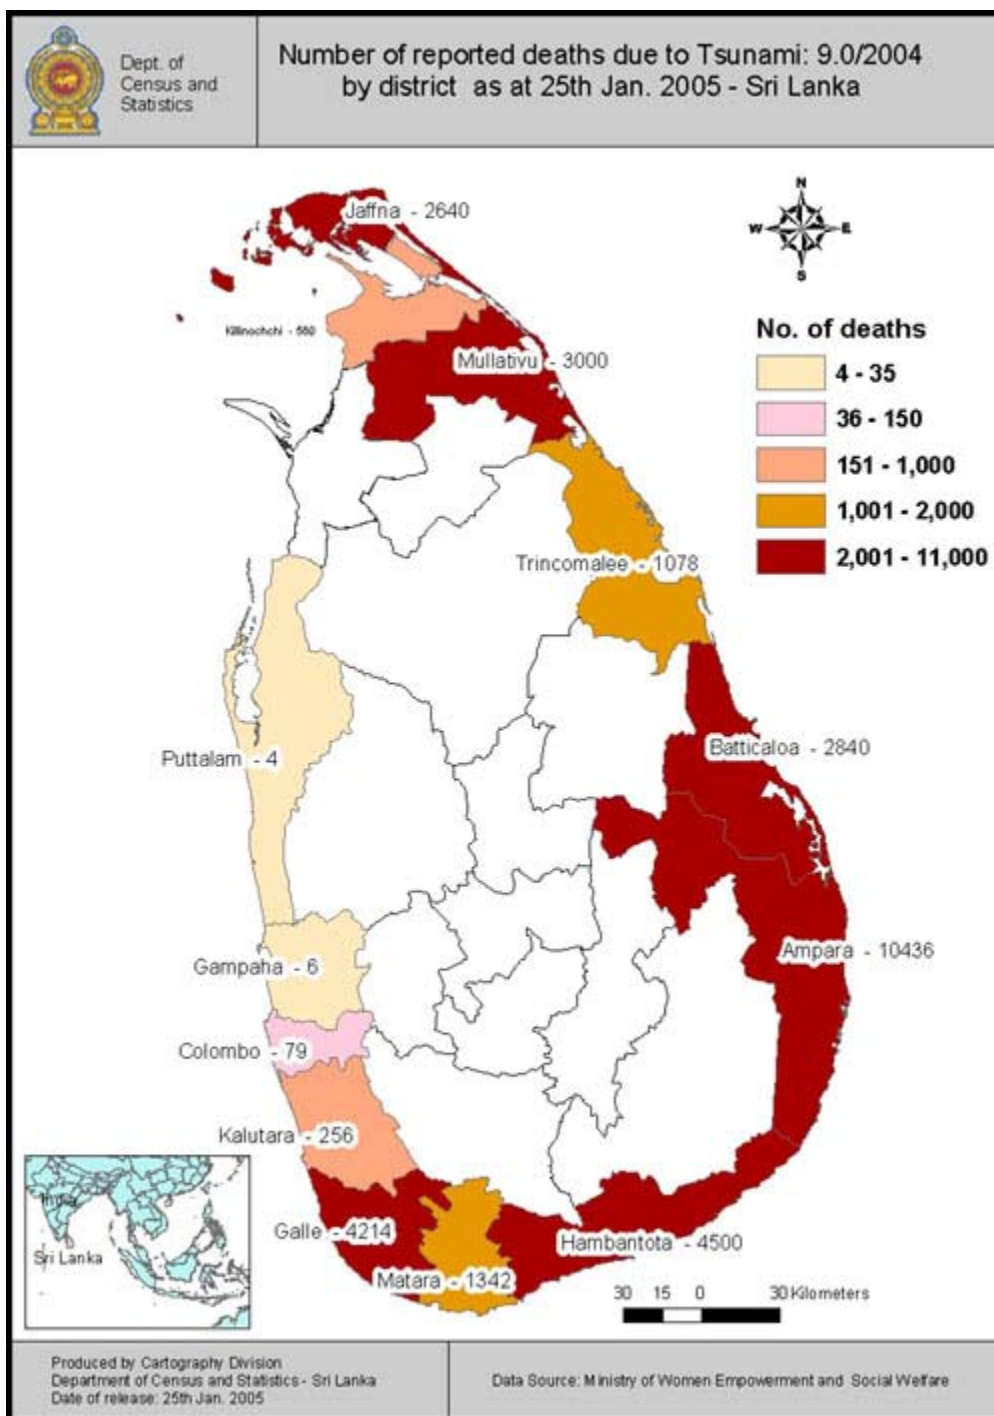 Dept. of
Census and
Statistics
Number of reported deaths due to Tsunami: 9.0/2004
by district as at 25th Jan. 2005 - Sri Lanka
N
W
E
S
Jaffna - 2640
Killinochchi - 560
Mullativu - 3000
No. of deaths
4 - 35
36 - 150
151 - 1,000
1,001 - 2,000
2,001 - 11,000
Trincomalee - 1078
Puttalam - 4
Batticaloa - 2840
Gampaha - 6
Ampara - 10436
Colombo - 79
Kalutara - 256
Galle - 4214
Hambantota - 4500
Matara - 1342
India
Sri Lanka
30 15 0 30 Kilometers
Produced by Cartography Division
Department of Census and Statistics - Sri Lanka
Date of release: 25th Jan. 2005
Data Source: Ministry of Women Empowerment and Social Welfare